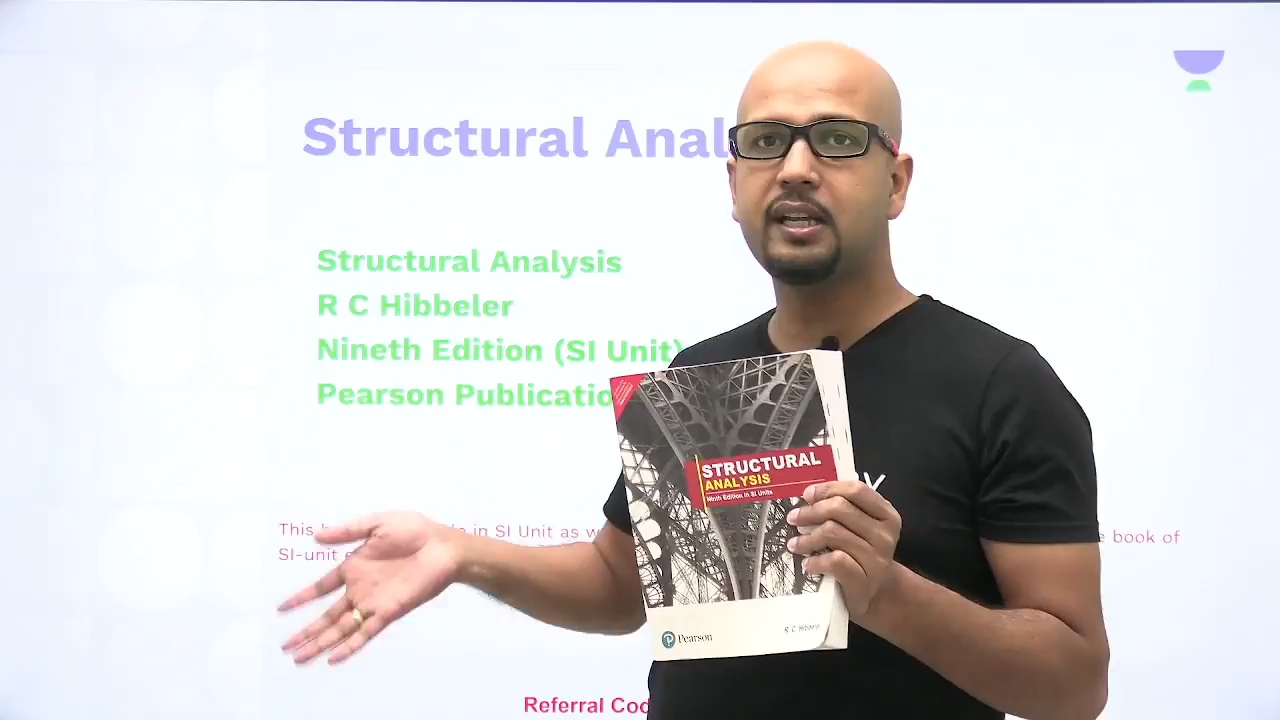 Structural Anal
Structural Analysis
R C Hibbeler
Nineth Edition (SI Unit)
Pearson Publicatio
STRUCTURAL
ANALYSIS
Ninth Edition in SI Units
This in SI Unit as book of
SI-unit
Pearson
R. C. Hibbeler
Referral Cod